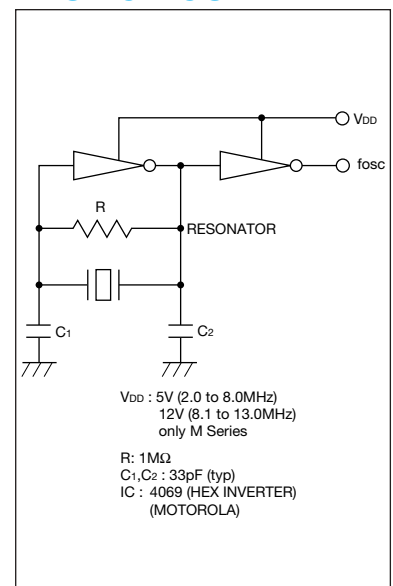 VDD
fosc
R
RESONATOR
C1
C2
VDD : 5V (2.0 to 8.0MHz)
12V (8.1 to 13.0MHz)
only M Series
R: 1MΩ
C1,C2 : 33pF (typ)
IC : 4069 (HEX INVERTER)
(MOTOROLA)